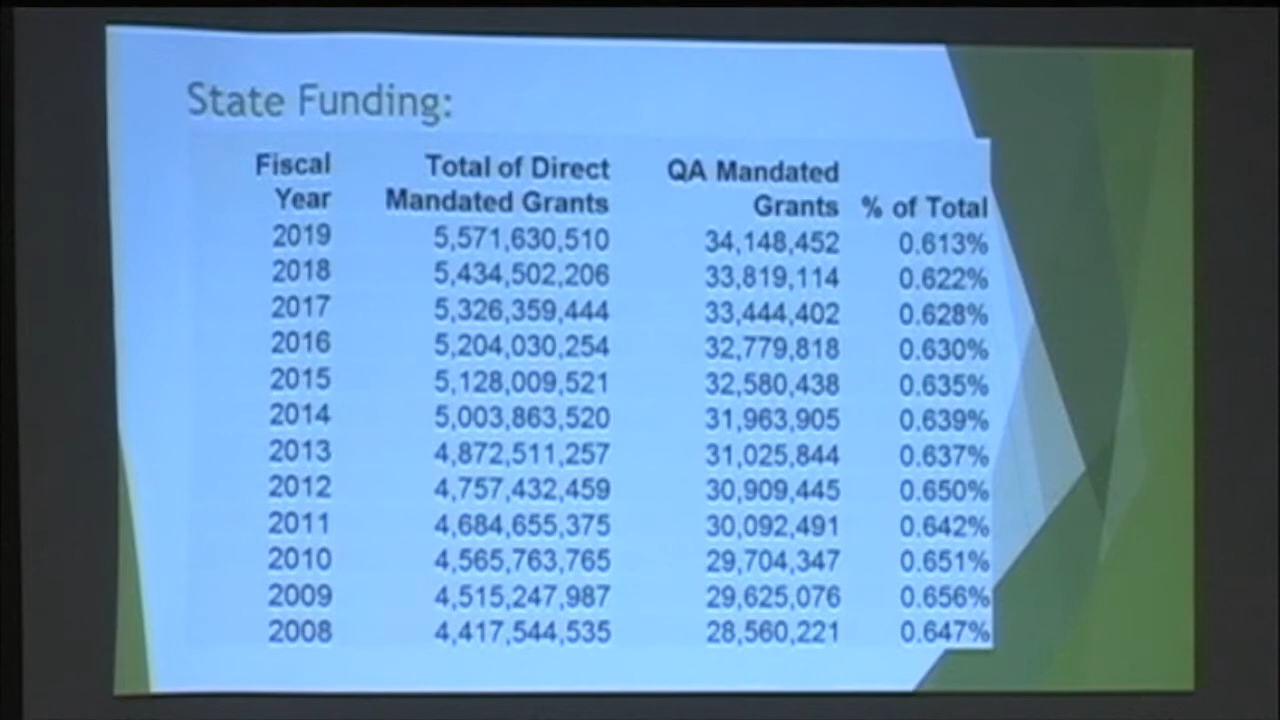 State Funding:
Fiscal Year Total of Direct Mandated Grants QA Mandated Grants % of Total
2019 5,571,630,510 34,148,452 0.613%
2018 5,434,502,206 33,819,114 0.622%
2017 5,326,359,444 33,444,402 0.628%
2016 5,204,030,254 32,779,818 0.630%
2015 5,128,009,521 32,580,438 0.635%
2014 5,003,863,520 31,963,905 0.639%
2013 4,872,511,257 31,025,844 0.637%
2012 4,757,432,459 30,909,445 0.650%
2011 4,684,655,375 30,092,491 0.642%
2010 4,565,763,765 29,704,347 0.651%
2009 4,515,247,987 29,625,076 0.656%
2008 4,417,544,535 28,560,221 0.647%